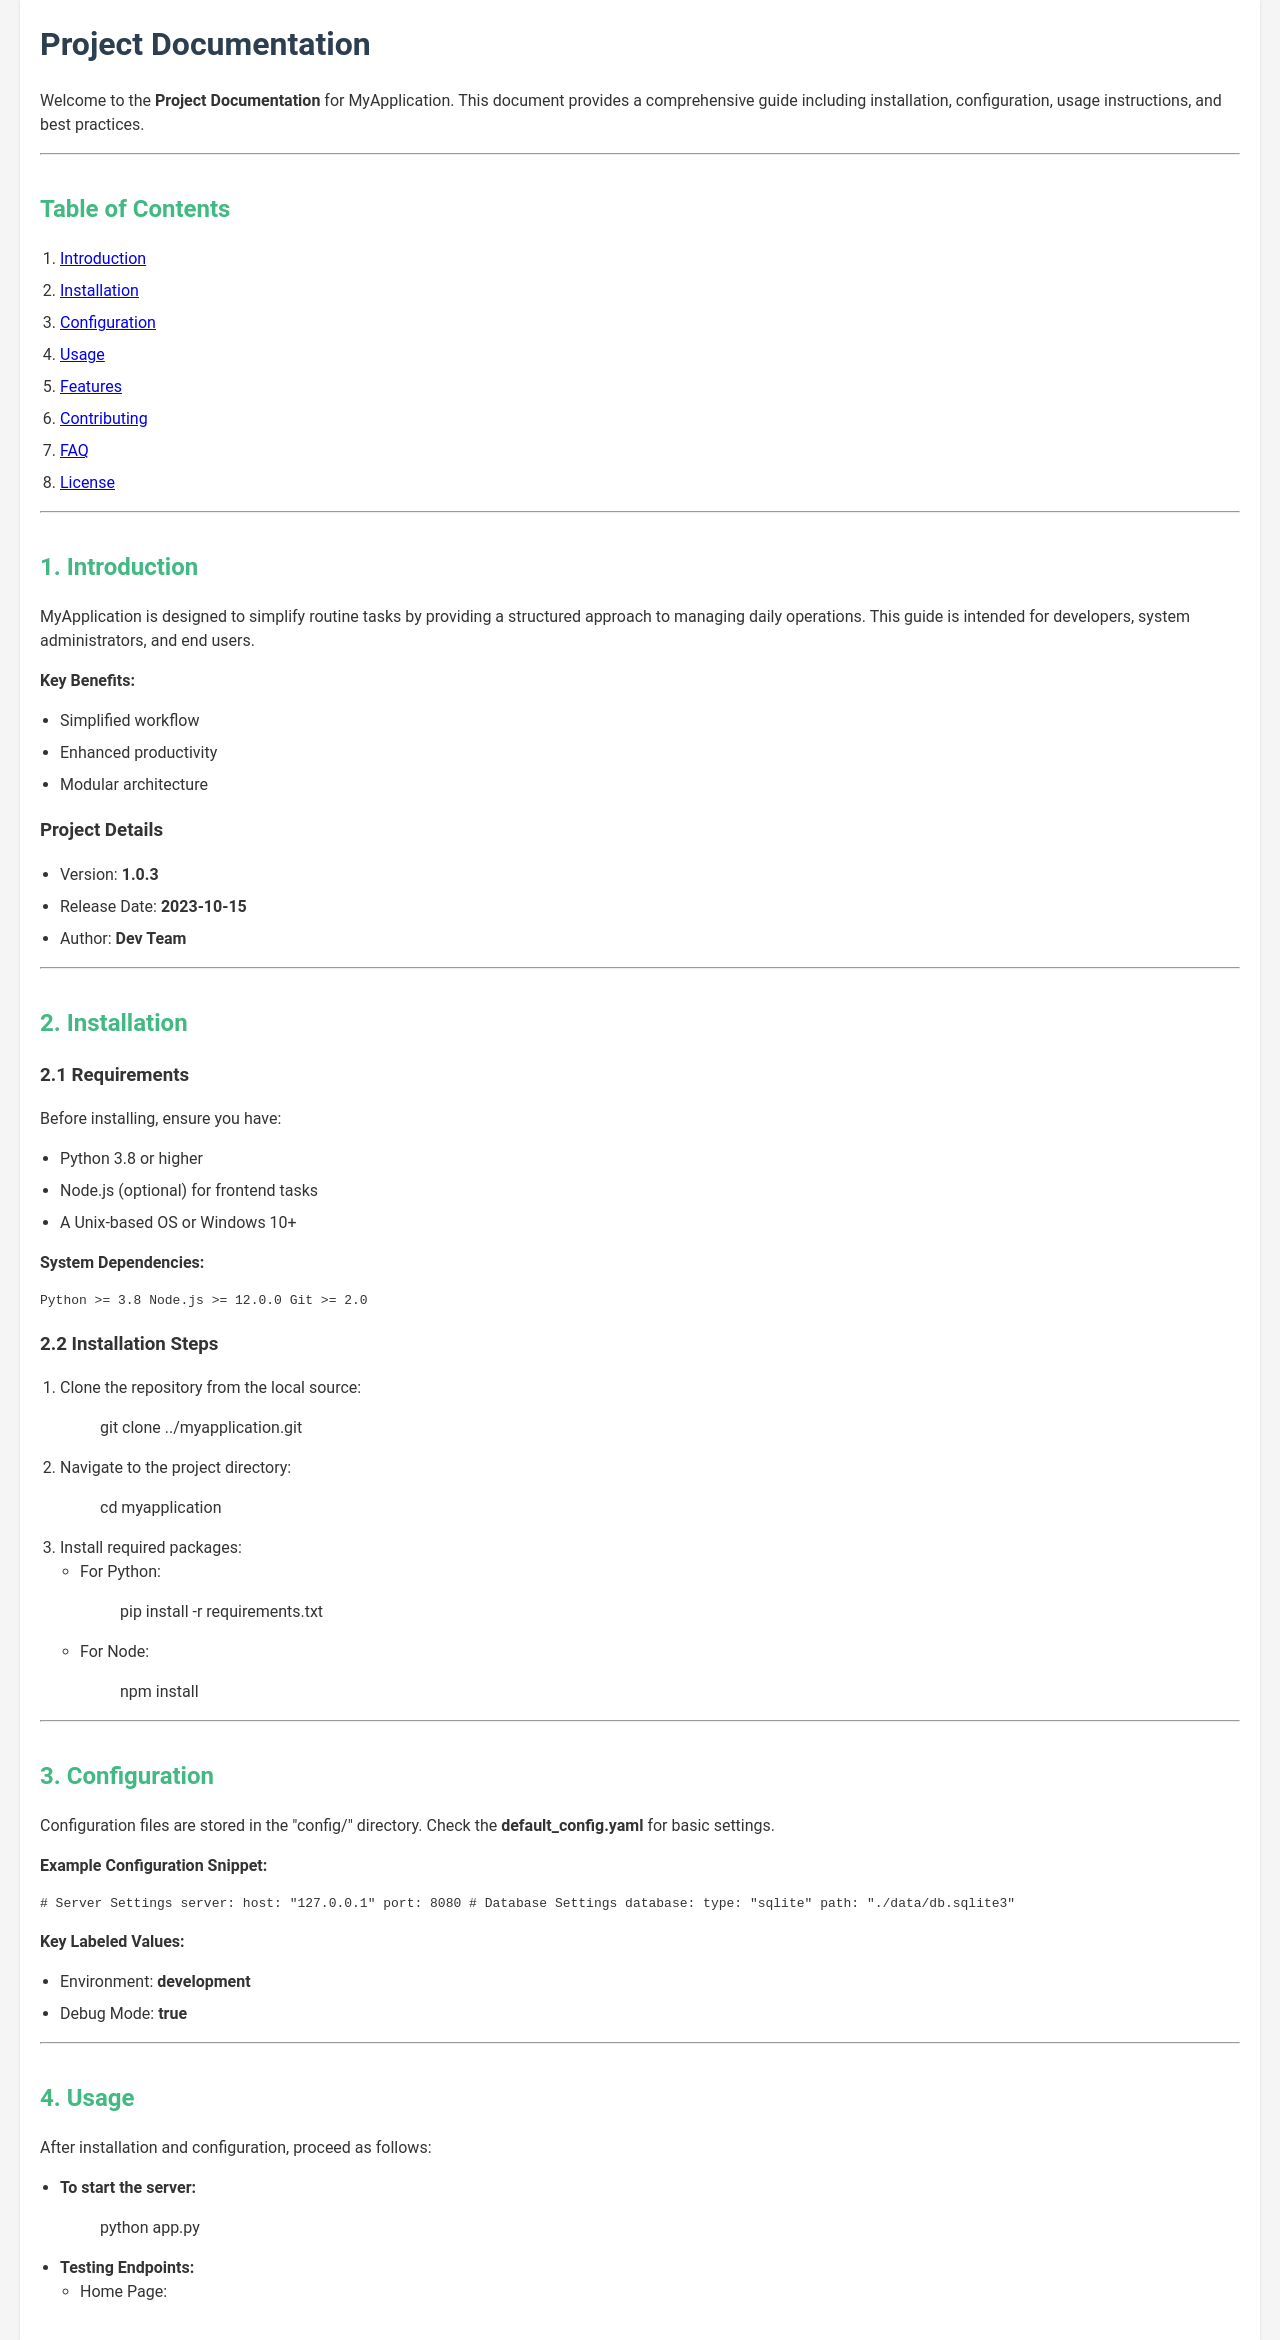 Project Documentation
Welcome to the Project Documentation for MyApplication. This document provides a comprehensive guide including installation, configuration, usage instructions, and
best practices.
Table of Contents
1. Introduction
2. Installation
3. Configuration
4. Usage
5. Features
6. Contributing
7. FAQ
8. License
1. Introduction
MyApplication is designed to simplify routine tasks by providing a structured approach to managing daily operations. This guide is intended for developers, system
administrators, and end users.
Key Benefits:
• Simplified workflow
• Enhanced productivity
• Modular architecture
Project Details
• Version: 1.0.3
• Release Date: 2023-10-15
• Author: Dev Team
2. Installation
2.1 Requirements
Before installing, ensure you have:
• Python 3.8 or higher
• Node.js (optional) for frontend tasks
• A Unix-based OS or Windows 10+
System Dependencies:
Python >= 3.8 Node.js >= 12.0.0 Git >= 2.0
2.2 Installation Steps
1. Clone the repository from the local source:
git clone ../myapplication.git
2. Navigate to the project directory:
cd myapplication
3. Install required packages:
◦ For Python:
pip install -r requirements.txt
◦ For Node:
npm install
3. Configuration
Configuration files are stored in the "config/" directory. Check the default_config.yaml for basic settings.
Example Configuration Snippet:
# Server Settings server: host: "127.0.0.1" port: 8080 # Database Settings database: type: "sqlite" path: "./data/db.sqlite3"
Key Labeled Values:
• Environment: development
• Debug Mode: true
4. Usage
After installation and configuration, proceed as follows:
• To start the server:
python app.py
• Testing Endpoints:
◦ Home Page: